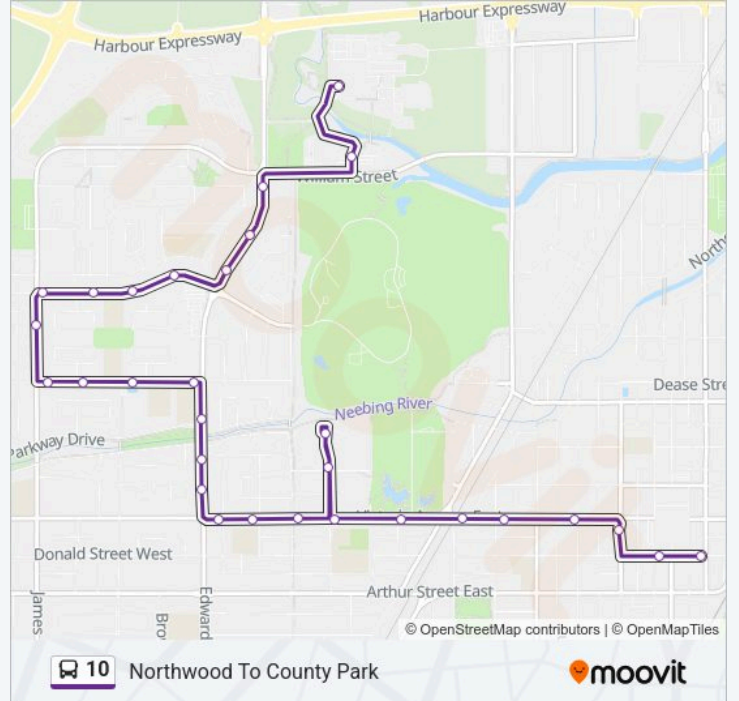 Harbour Expressway
Harbour Expressway
William Street
North
Dease Stre
Neebing River
Parkway Drive
Donald Street West
Arthur Street East
James
Bro
Edward
© OpenStreetMap contributors | © OpenMapTiles
10 Northwood To County Park
moovit